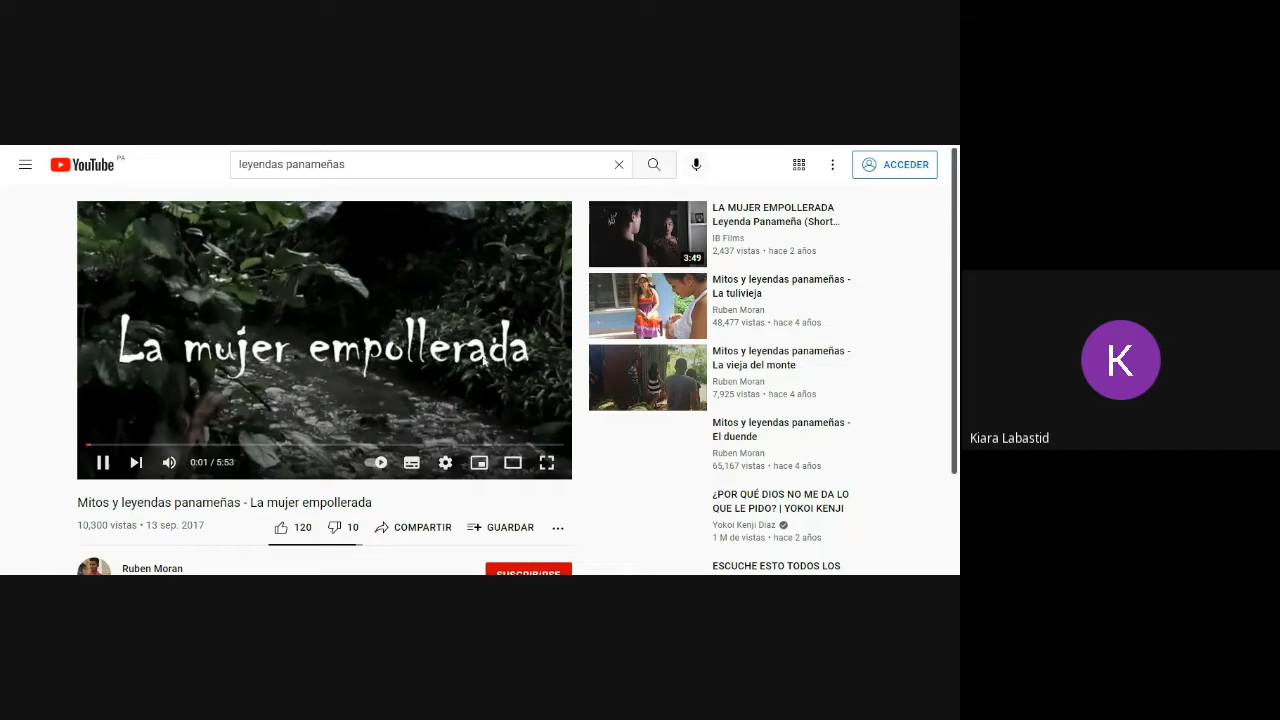 YouTube PA
leyendas panameñas
ACCEDER
La mujer empollerada
0:01 / 5:53
Mitos y leyendas panameñas - La mujer empollerada
10,300 vistas • 13 sep. 2017
120
10
COMPARTIR
GUARDAR
Ruben Moran
SUSCRIBIRSE
3:49
LA MUJER EMPOLLERADA
Leyenda Panameña (Short...
IB Films
2,437 vistas • hace 2 años
Mitos y leyendas panameñas -
La tulivieja
Ruben Moran
48,477 vistas • hace 4 años
Mitos y leyendas panameñas -
La vieja del monte
Ruben Moran
7,925 vistas • hace 4 años
Mitos y leyendas panameñas -
El duende
Ruben Moran
65,167 vistas • hace 4 años
¿POR QUÉ DIOS NO ME DA LO
QUE LE PIDO? | YOKOI KENJI
Yokoi Kenji Diaz
1 M de vistas • hace 2 años
ESCUCHE ESTO TODOS LOS
K
Kiara Labastid